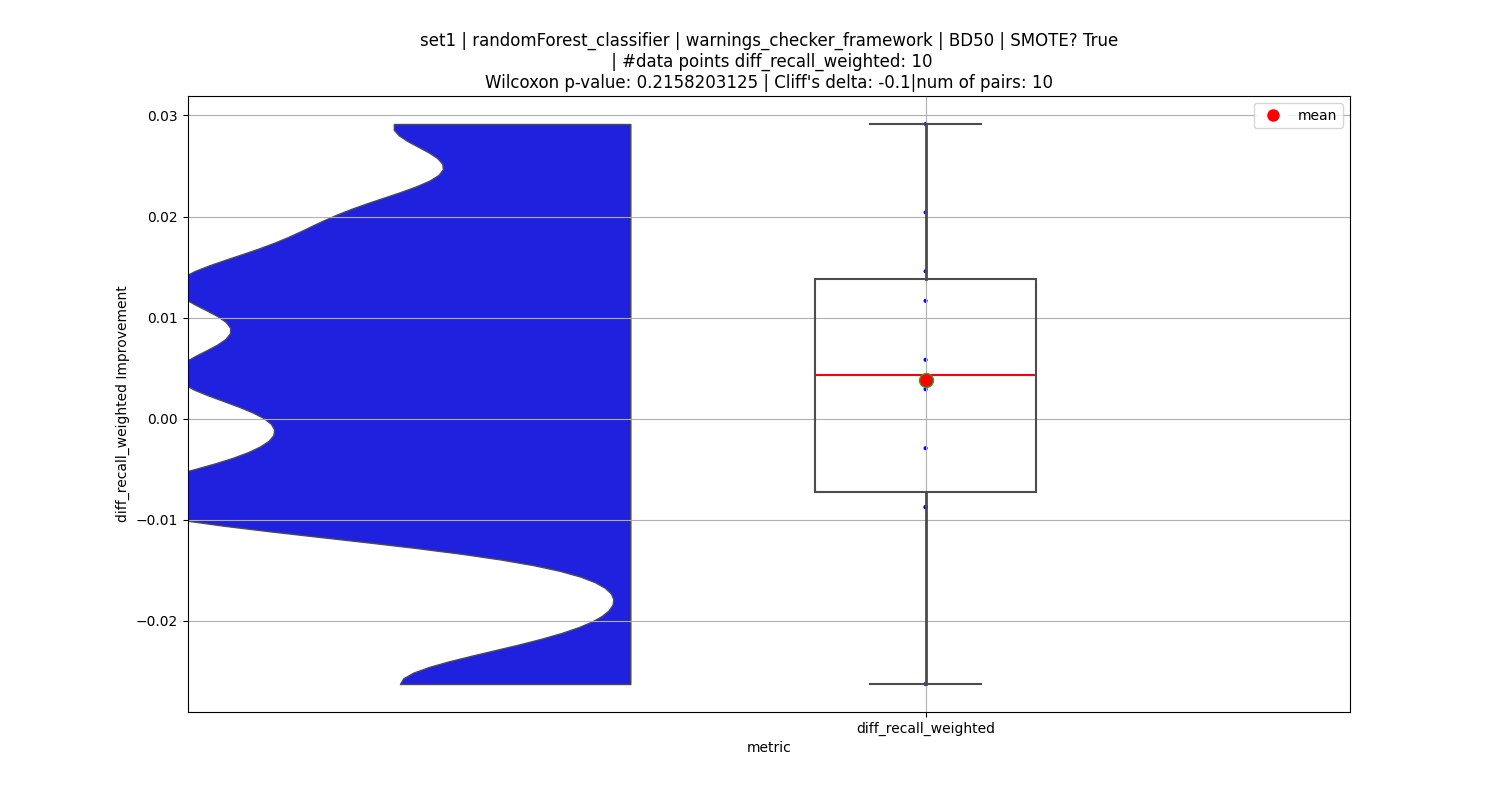 set1 | randomForest_classifier | warnings_checker_framework | BD50 | SMOTE? True
| #data points diff_recall_weighted: 10
Wilcoxon p-value: 0.2158203125 | Cliff's delta: -0.1|num of pairs: 10
mean
0.03
0.02
0.01
0.00
−0.01
−0.02
diff_recall_weighted Improvement
diff_recall_weighted
metric